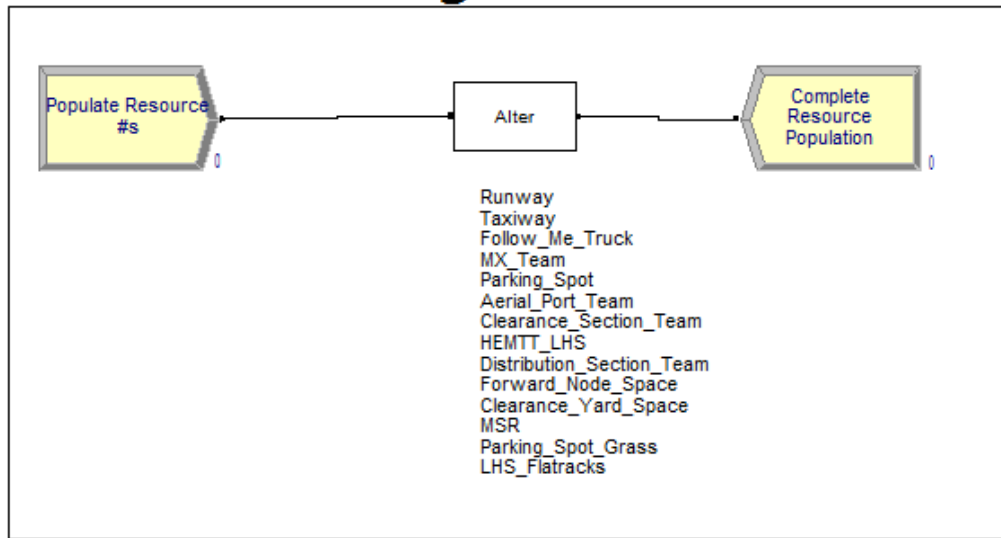 Populate Resource
#s
0
Alter
Complete
Resource
Population
0
Runway
Taxiway
Follow_Me_Truck
MX_Team
Parking_Spot
Aerial_Port_Team
Clearance_Section_Team
HEMTT_LHS
Distribution_Section_Team
Forward_Node_Space
Clearance_Yard_Space
MSR
Parking_Spot_Grass
LHS_Flatracks